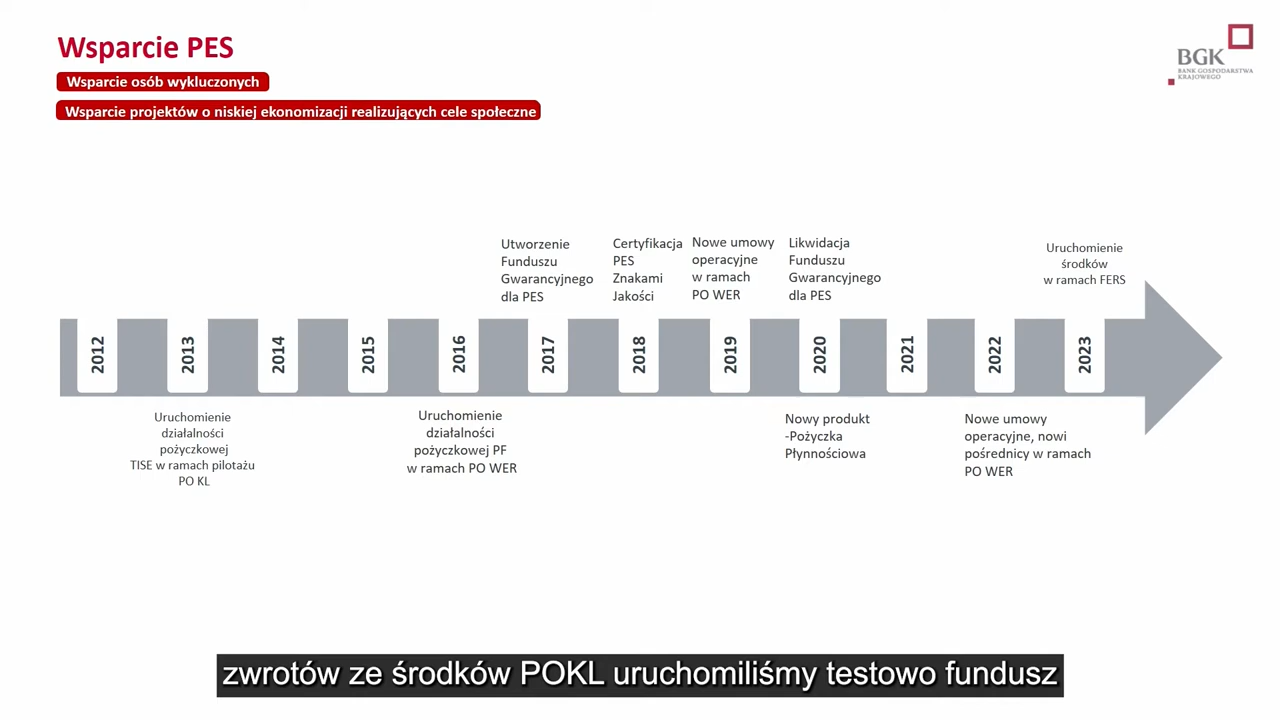 Wsparcie PES
Wsparcie osób wykluczonych
Wsparcie projektów o niskiej ekonomizacji realizujących cele społeczne
BGK
BANK GOSPODARSTWA
KRAJOWEGO
Utworzenie
Funduszu
Gwarancyjnego
dla PES
Certyfikacja
PES
Znakami
Jakości
Nowe umowy
operacyjne
w ramach
PO WER
Likwidacja
Funduszu
Gwarancyjnego
dla PES
Uruchomienie
środków
w ramach FERS
2012
2013
2014
2015
2016
2017
2018
2019
2020
2021
2022
2023
Uruchomienie
działalności
pożyczkowej
TISE w ramach pilotażu
PO KL
Uruchomienie
działalności
pożyczkowej PF
w ramach PO WER
Nowy produkt
-Pożyczka
Płynnościowa
Nowe umowy
operacyjne, nowi
pośrednicy w ramach
PO WER
zwrotów ze środków POKL uruchomiliśmy testowo fundusz